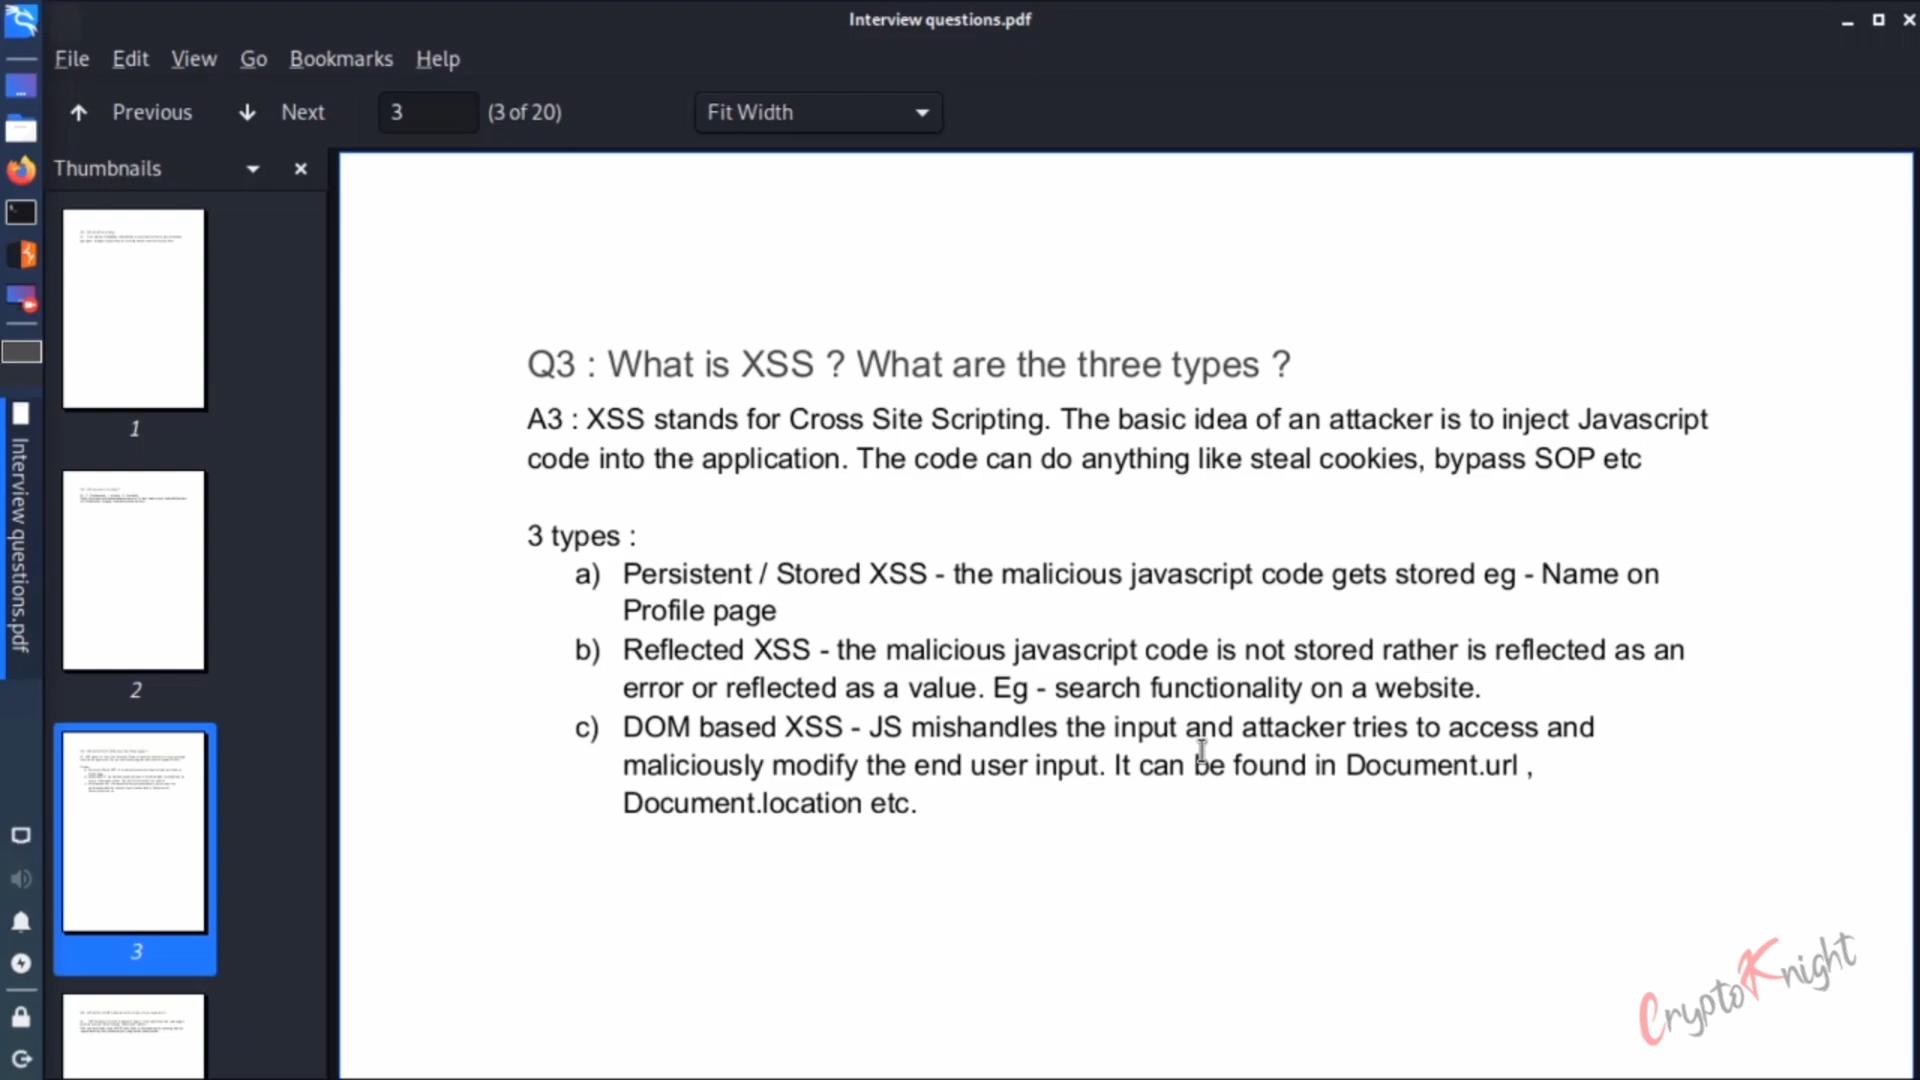 Interview questions.pdf
File Edit View Go Bookmarks Help
Previous Next 3 (3 of 20) Fit Width
Thumbnails
1
2
3
Interview questions.pdf
Q3 : What is XSS ? What are the three types ?
A3 : XSS stands for Cross Site Scripting. The basic idea of an attacker is to inject Javascript
code into the application. The code can do anything like steal cookies, bypass SOP etc
3 types :
a) Persistent / Stored XSS - the malicious javascript code gets stored eg - Name on
Profile page
b) Reflected XSS - the malicious javascript code is not stored rather is reflected as an
error or reflected as a value. Eg - search functionality on a website.
c) DOM based XSS - JS mishandles the input and attacker tries to access and
maliciously modify the end user input. It can be found in Document.url ,
Document.location etc.
CryptoKnight